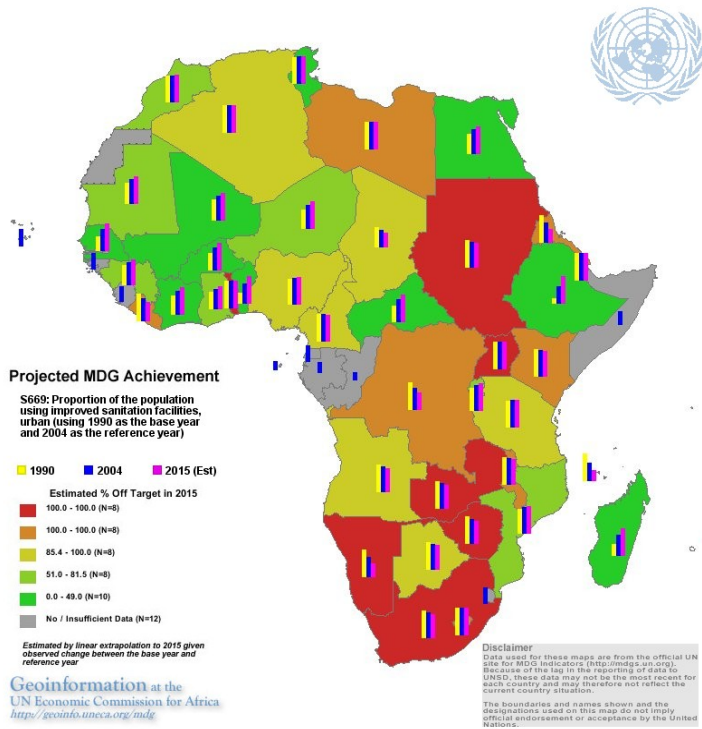 Projected MDG Achievement
S669: Proportion of the population
using improved sanitation facilities,
urban (using 1990 as the base year
and 2004 as the reference year)
1990 2004 2015 (Est)
Estimated % Off Target in 2015
100.0 - 100.0 (N=8)
100.0 - 100.0 (N=8)
85.4 - 100.0 (N=8)
51.0 - 81.5 (N=8)
0.0 - 49.0 (N=10)
No / Insufficient Data (N=12)
Estimated by linear extrapolation to 2015 given
observed change between the base year and
reference year
Geoinformation at the
UN Economic Commission for Africa
http://geoinfo.uneca.org/mdg
Disclaimer
Data used for these maps are from the official UN
site for MDG Indicators (http://mdgs.un.org).
Because of the lag in the reporting of data to
UNSD, these data may not be the most recent for
each country and may therefore not reflect the
current country situation.
The boundaries and names shown and the
designations used on this map do not imply
official endorsement or acceptance by the United
Nations.